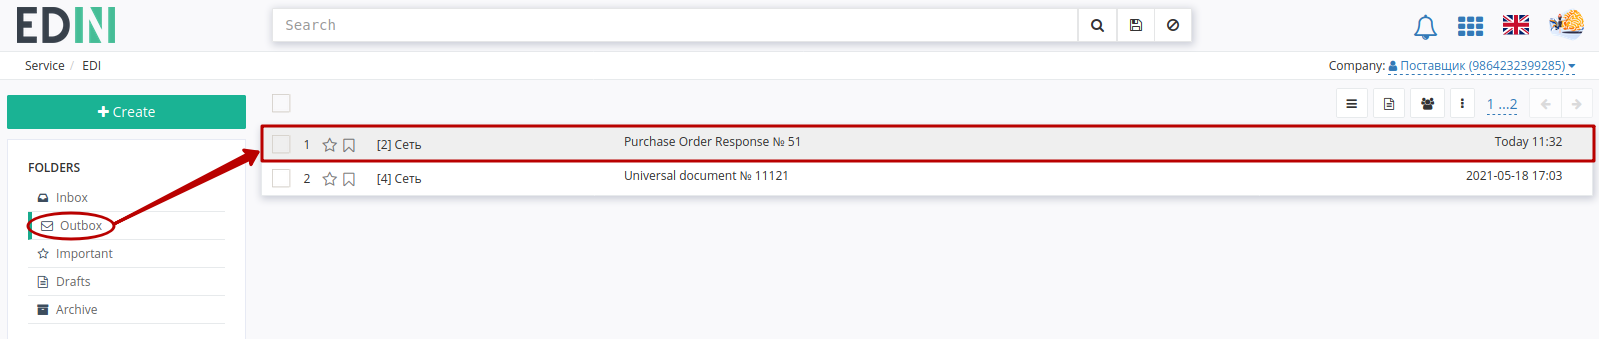 EDIN
Search
Service / EDI
Company: Поставщик (9864232399285)
Create
1 ...2
1 [2] Сеть Purchase Order Response № 51 Today 11:32
2 [4] Сеть Universal document № 11121 2021-05-18 17:03
FOLDERS
Inbox
Outbox
Important
Drafts
Archive